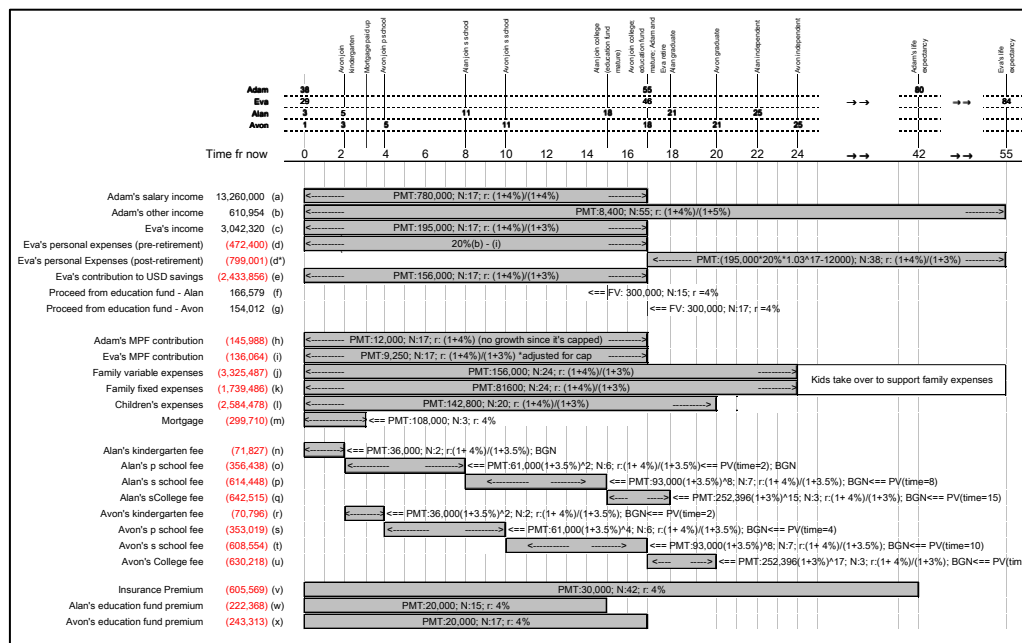 Avon join kindergarten
Mortgage paid up
Avon join p school
Alan join s school
Avon join s school
Alan join college (education fund mature)
Avon join college; education fund mature; Adam and Eva retire
Alan graduate
Avon graduate
Alan independent
Avon independent
Adam's life expectancy
Eva's life expectancy
Adam 38 55 80
Eva 29 46 →→ →→ 84
Alan 3 5 11 18 21 25
Avon 1 3 5 11 18 21 25
Time fr now 0 2 4 6 8 10 12 14 16 18 20 22 24 →→ 42 →→ 55
Adam's salary income 13,260,000 (a) <---------- PMT:780,000; N:17; r: (1+4%)/(1+4%) ---------->
Adam's other income 610,954 (b) <---------- PMT:8,400; N:55; r: (1+4%)/(1+5%) ---------->
Eva's income 3,042,320 (c) <---------- PMT:195,000; N:17; r: (1+4%)/(1+3%) ---------->
Eva's personal expenses (pre-retirement) (472,400) (d) <---------- 20%(b) - (i) ---------->
Eva's personal Expenses (post-retirement) (799,001) (d*) <---------- PMT:(195,000*20%*1.03^17-12000); N:38; r: (1+4%)/(1+3%) ---------->
Eva's contribution to USD savings (2,433,856) (e) <---------- PMT:156,000; N:17; r: (1+4%)/(1+3%) ---------->
Proceed from education fund - Alan 166,579 (f) <== FV: 300,000; N:15; r =4%
Proceed from education fund - Avon 154,012 (g) <== FV: 300,000; N:17; r =4%
Adam's MPF contribution (145,988) (h) <---------- PMT:12,000; N:17; r: (1+4%) (no growth since it's capped) ---------->
Eva's MPF contribution (136,064) (i) <---------- PMT:9,250; N:17; r: (1+4%)/(1+3%) *adjusted for cap ---------->
Family variable expenses (3,325,487) (j) <---------- PMT:156,000; N:24; r: (1+4%)/(1+3%) ---------->
Family fixed expenses (1,739,486) (k) <---------- PMT:81600; N:24; r: (1+4%)/(1+3%) ---------->
Kids take over to support family expenses
Children's expenses (2,584,478) (l) <---------- PMT:142,800; N:20; r: (1+4%)/(1+3%) ---------->
Mortgage (299,710) (m) <--------------> <== PMT:108,000; N:3; r: 4%
Alan's kindergarten fee (71,827) (n) <---------> <== PMT:36,000; N:2; r:(1+ 4%)/(1+3.5%); BGN
Alan's p school fee (356,438) (o) <---------- ----------> <== PMT:61,000(1+3.5%)^2; N:6; r:(1+ 4%)/(1+3.5%)<== PV(time=2); BGN
Alan's s school fee (614,448) (p) <---------- ----------> <== PMT:93,000(1+3.5%)^8; N:7; r:(1+ 4%)/(1+3.5%), BGN<== PV(time=8)
Alan's sCollege fee (642,515) (q) <---- -----> <== PMT:252,396(1+3%)^15; N:3; r:(1+4%)/(1+3%); BGN<== PV(time=15)
Avon's kindergarten fee (70,796) (r) <---------> <== PMT:36,000(1+3.5%)^2; N:2; r:(1+ 4%)/(1+3.5%); BGN<== PV(time=2)
Avon's p school fee (353,019) (s) <---------- ----------> <== PMT:61,000(1+3.5%)^4; N:6; r:(1+ 4%)/(1+3.5%); BGN<== PV(time=4)
Avon's s school fee (608,554) (t) <---------- ----------> <== PMT:93,000(1+3.5%)^8; N:7; r:(1+ 4%)/(1+3.5%); BGN<== PV(time=10)
Avon's College fee (630,218) (u) <---- -----> <== PMT:252,396(1+3%)^17; N:3; r:(1+ 4%)/(1+3%); BGN<== PV(tim
Insurance Premium (605,569) (v) <---------- PMT:30,000; N:42; r: 4% ---------->
Alan's education fund premium (222,368) (w) <---------- PMT:20,000; N:15; r: 4% ---------->
Avon's education fund premium (243,313) (x) <---------- PMT:20,000; N:17; r: 4% ---------->